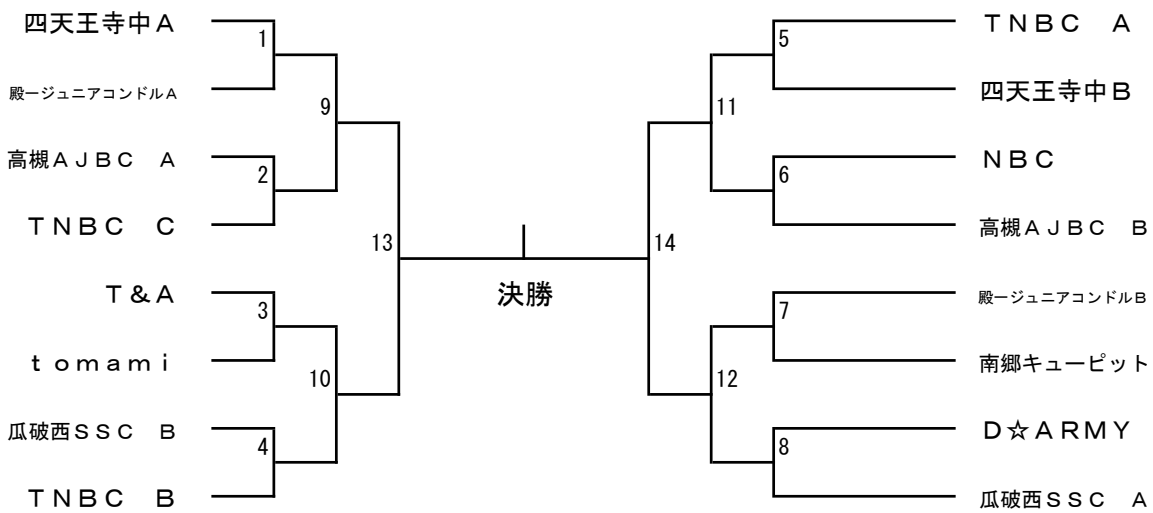 四天王寺中A
1
殿一ジュニアコンドルA
9
高槻AJBC A
2
TNBC C
13
T&A
3
tomami
10
瓜破西SSC B
4
TNBC B
決勝
TNBC A
5
四天王寺中B
11
NBC
6
高槻AJBC B
14
殿一ジュニアコンドルB
7
南郷キューピット
12
D☆ARMY
8
瓜破西SSC A